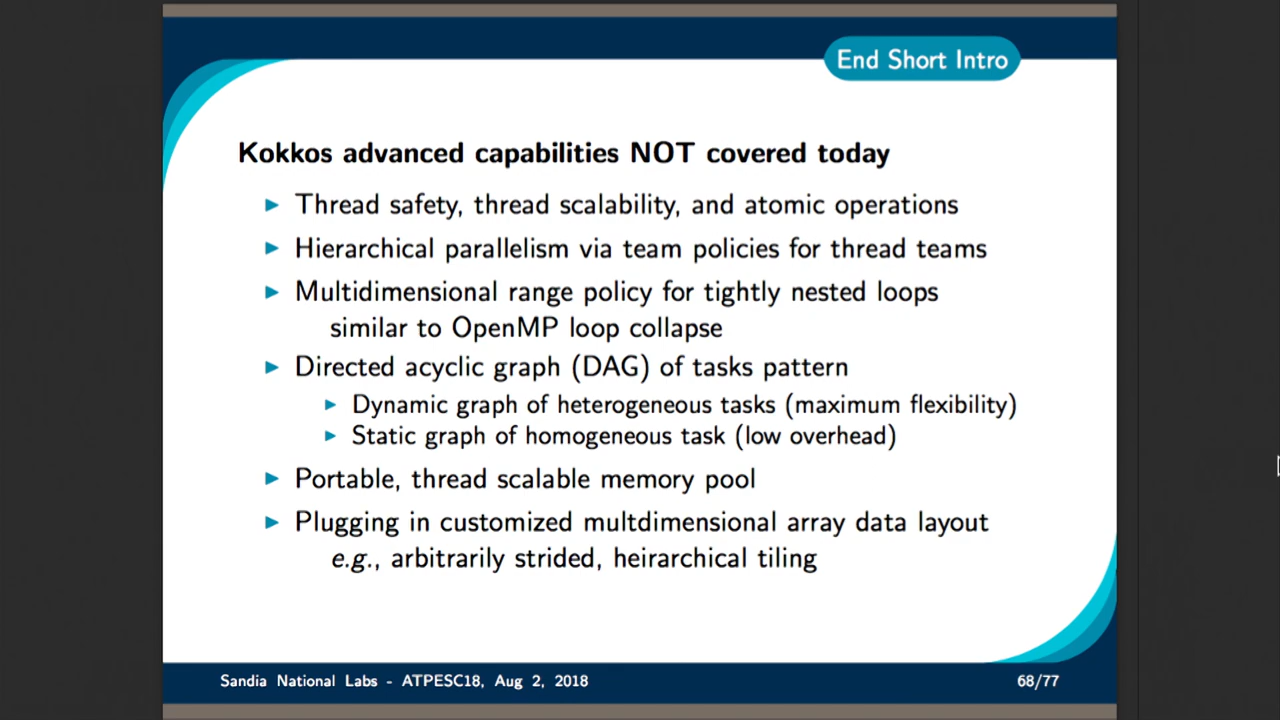 End Short Intro
Kokkos advanced capabilities NOT covered today
Thread safety, thread scalability, and atomic operations
Hierarchical parallelism via team policies for thread teams
Multidimensional range policy for tightly nested loops
similar to OpenMP loop collapse
Directed acyclic graph (DAG) of tasks pattern
Dynamic graph of heterogeneous tasks (maximum flexibility)
Static graph of homogeneous task (low overhead)
Portable, thread scalable memory pool
Plugging in customized multdimensional array data layout
e.g., arbitrarily strided, heirarchical tiling
Sandia National Labs - ATPESC18, Aug 2, 2018
68/77